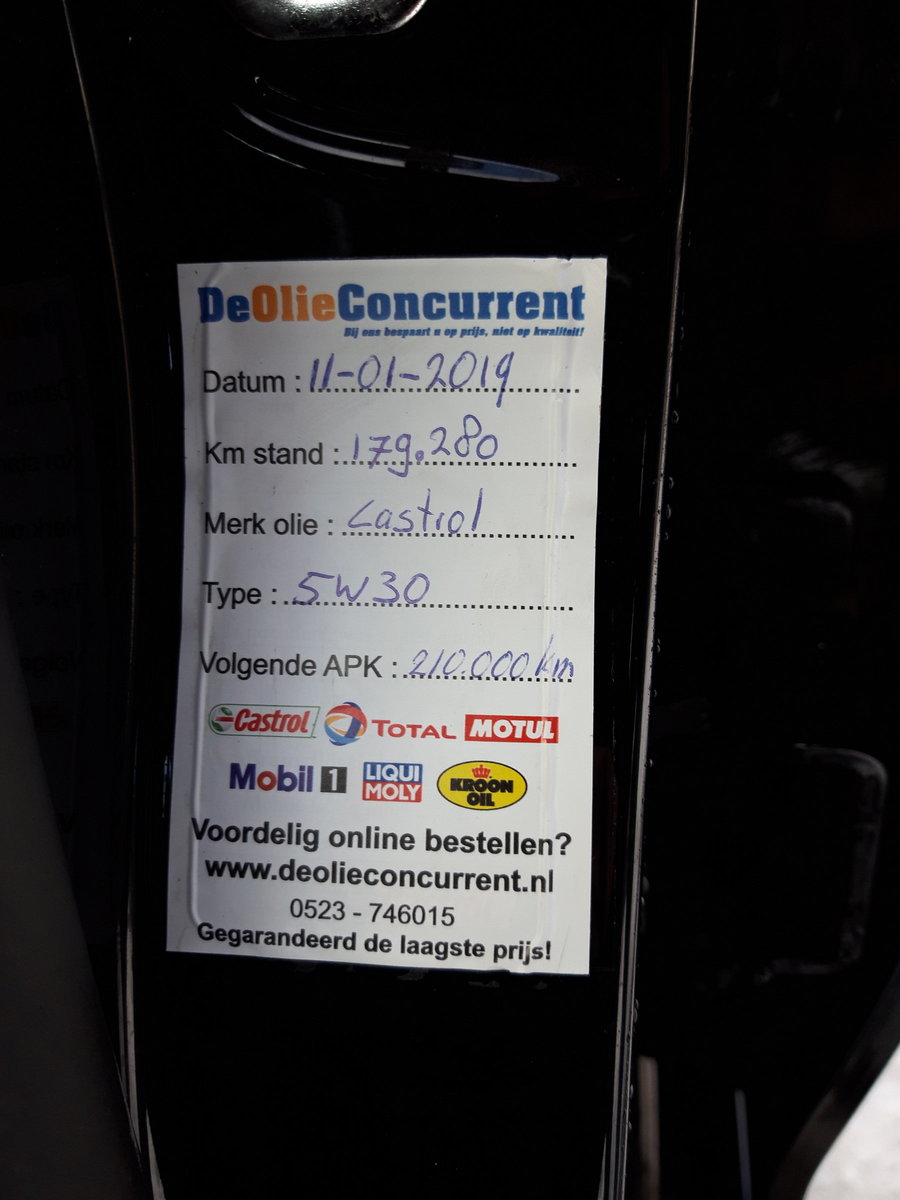 DeOlieConcurrent
Bij ons bespaart u op prijs, niet op kwaliteit!
Datum : 11-01-2019
Km stand : 179.280
Merk olie : Castrol
Type : 5W30
Volgende APK : 210.000 km
Castrol TOTAL MOTUL
Mobil 1 LIQUI MOLY KROON OIL
Voordelig online bestellen?
www.deolieconcurrent.nl
0523 - 746015
Gegarandeerd de laagste prijs!